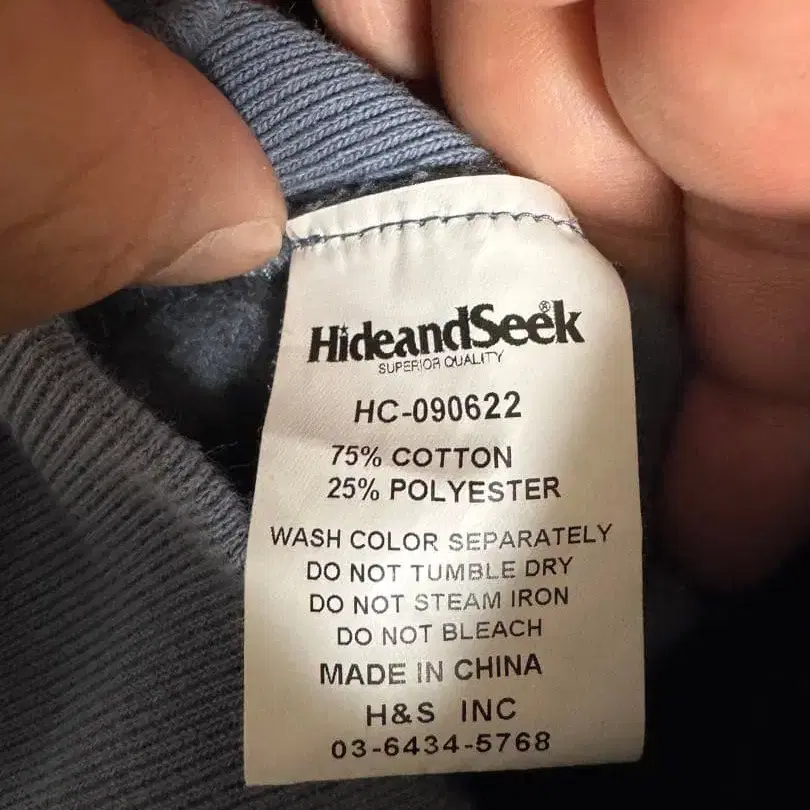 HideandSeek®
SUPERIOR QUALITY
HC-090622
75% COTTON
25% POLYESTER
WASH COLOR SEPARATELY
DO NOT TUMBLE DRY
DO NOT STEAM IRON
DO NOT BLEACH
MADE IN CHINA
H&S INC
03-6434-5768